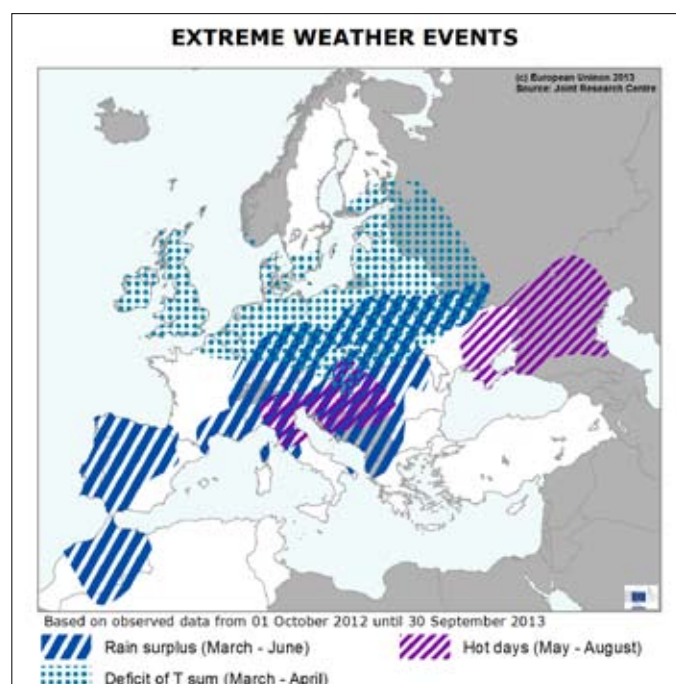 EXTREME WEATHER EVENTS
(c) European Uninon 2013
Source: Joint Research Centre
Based on observed data from 01 October 2012 until 30 September 2013
Rain surplus (March - June)
Hot days (May - August)
Deficit of T sum (March - April)